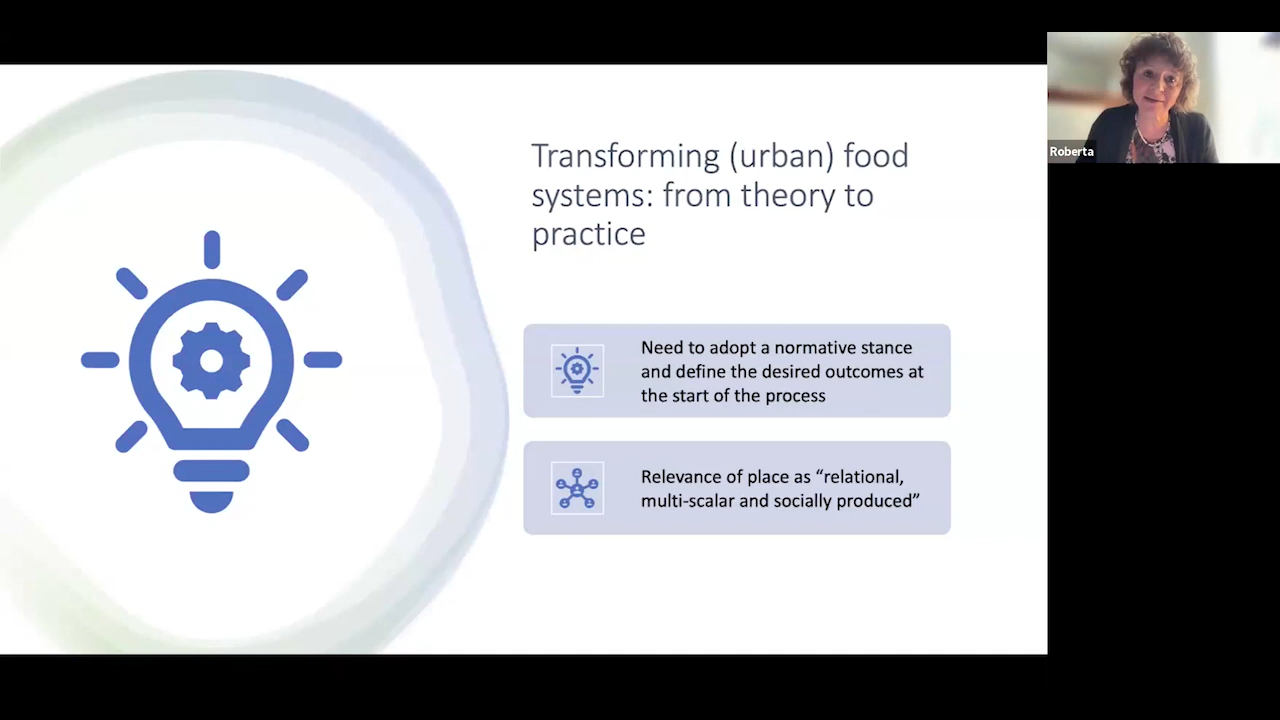 Transforming (urban) food
systems: from theory to
practice
Need to adopt a normative stance
and define the desired outcomes at
the start of the process
Relevance of place as “relational,
multi-scalar and socially produced”
Roberta